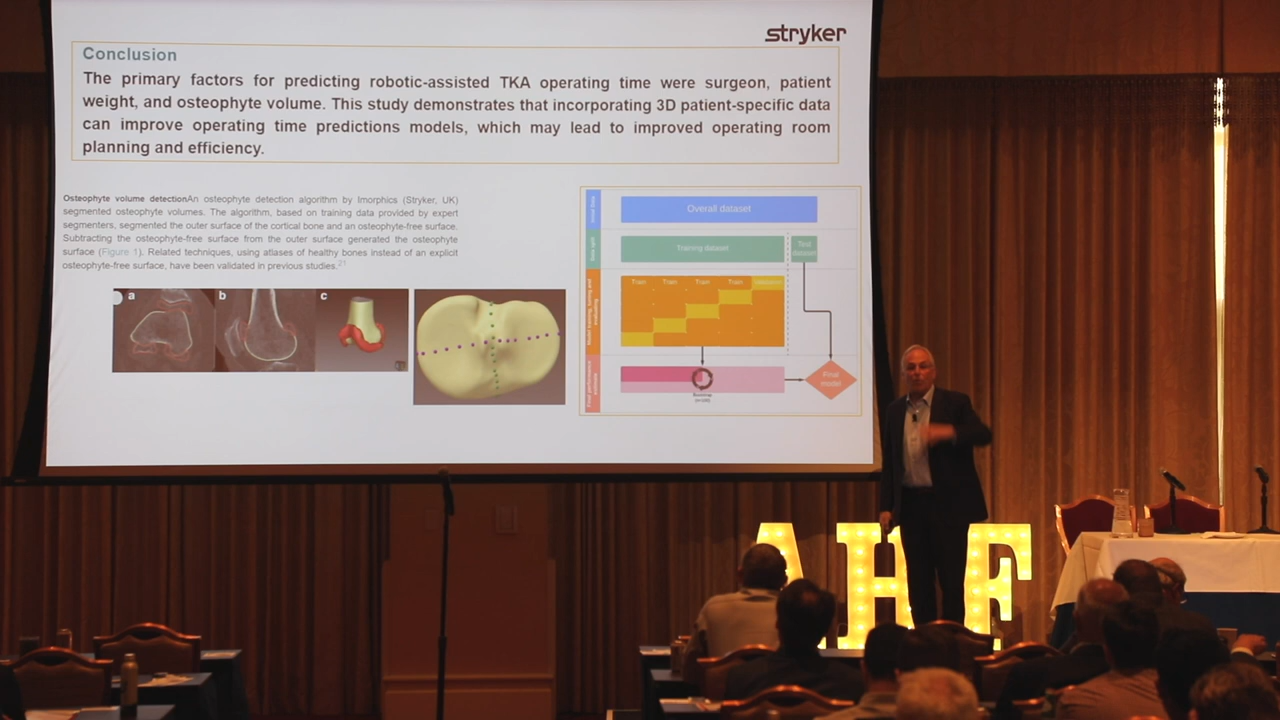 stryker
Conclusion
The primary factors for predicting robotic-assisted TKA operating time were surgeon, patient
weight, and osteophyte volume. This study demonstrates that incorporating 3D patient-specific data
can improve operating time predictions models, which may lead to improved operating room
planning and efficiency.
Osteophyte volume detectionAn osteophyte detection algorithm by Imorphics (Stryker, UK)
segmented osteophyte volumes. The algorithm, based on training data provided by expert
segmenters, segmented the outer surface of the cortical bone and an osteophyte-free surface.
Subtracting the osteophyte-free surface from the outer surface generated the osteophyte
surface (Figure 1). Related techniques, using atlases of healthy bones instead of an explicit
osteophyte-free surface, have been validated in previous studies.21
a b c
Overall dataset
Data split
Training dataset
Test
dataset
Train Train Train Train
Final
model
Bootstrap
AHF